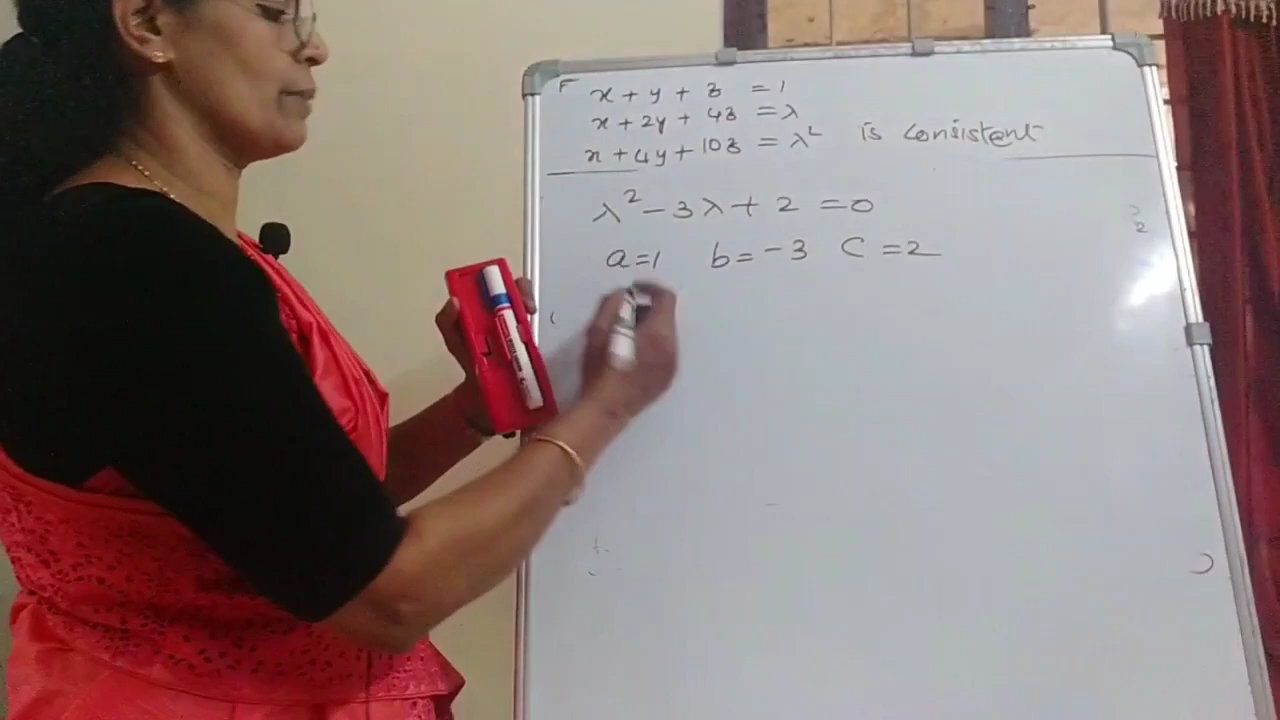 x + y + z = 1
x + 2y + 4z = λ
x + 4y + 10z = λ² is consistent
λ² - 3λ + 2 = 0
a = 1 b = -3 c = 2